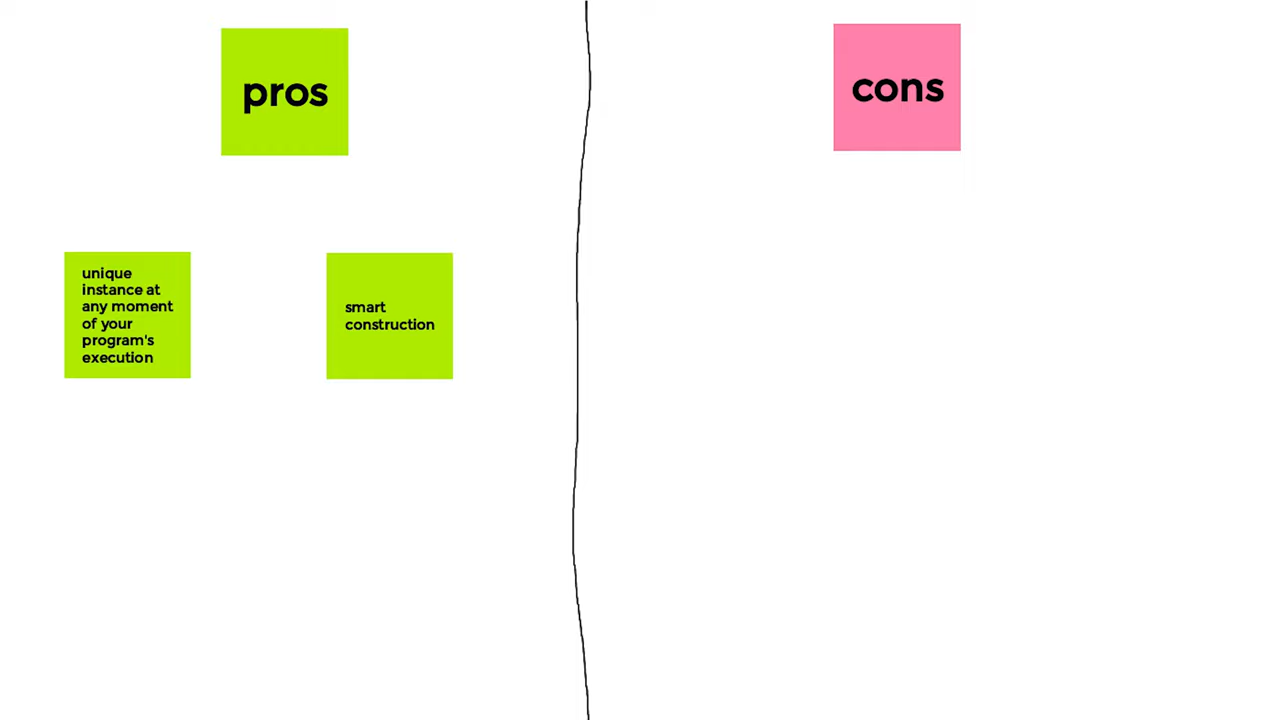 pros
cons
unique
instance at
any moment
of your
program's
execution
smart
construction